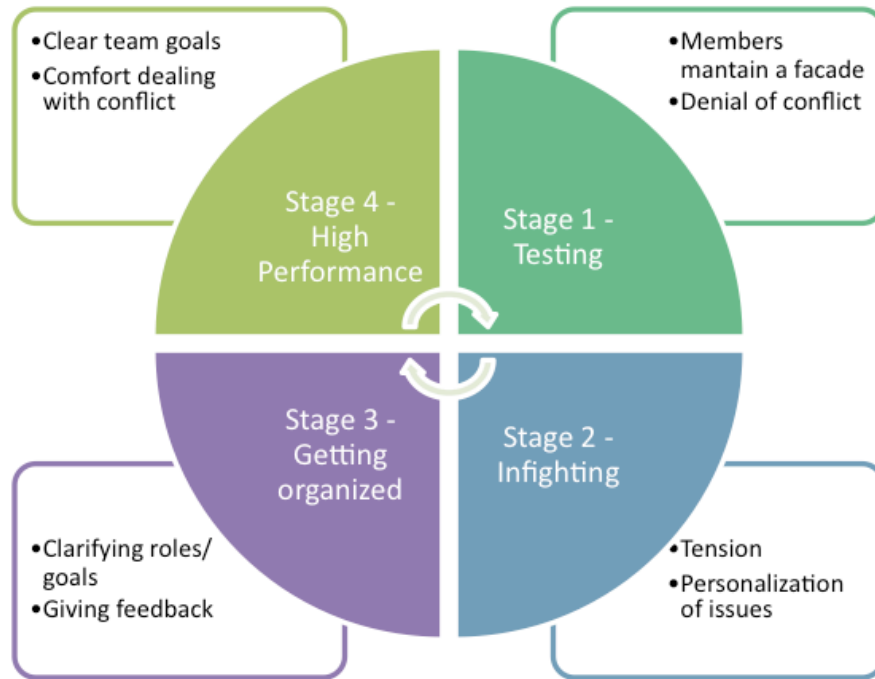 •Clear team goals
•Comfort dealing
with conflict
•Members
mantain a facade
•Denial of conflict
Stage 4 -
High
Performance
Stage 1 -
Testing
Stage 3 -
Getting
organized
Stage 2 -
Infighting
•Clarifying roles/
goals
•Giving feedback
•Tension
•Personalization
of issues